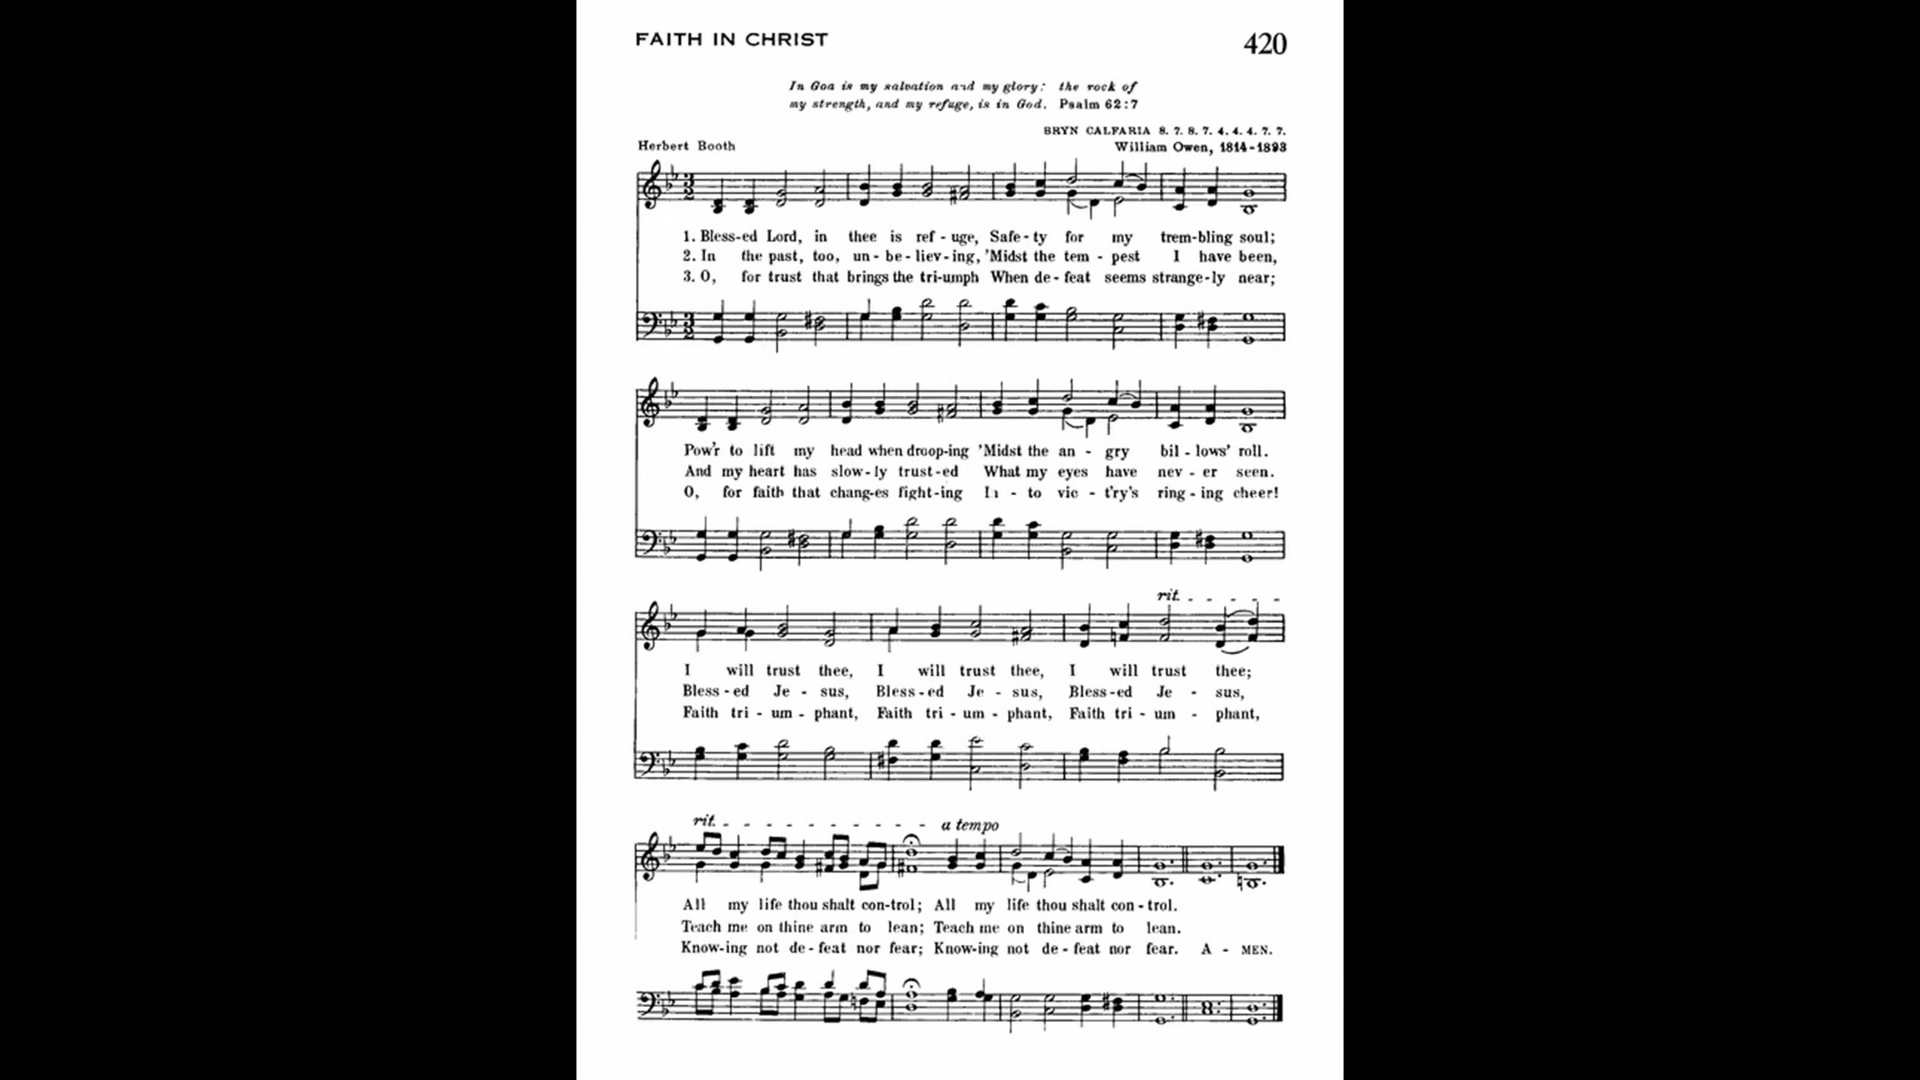 FAITH IN CHRIST 420
In Goa is my salvation and my glory: the rock of
my strength, and my refuge, is in God. Psalm 62:7
BRYN CALFARIA 8. 7. 8. 7. 4. 4. 4. 7. 7.
Herbert Booth William Owen, 1814-1893
1. Bless-ed Lord, in thee is ref - uge, Safe - ty for my trem-bling soul;
2. In the past, too, un - be - liev - ing, 'Midst the tem - pest I have been,
3. O, for trust that brings the tri-umph When de - feat seems strange-ly near;
Pow'r to lift my head when droop-ing 'Midst the an - gry bil - lows' roll.
And my heart has slow - ly trust-ed What my eyes have nev - er seen.
O, for faith that chang-es fight-ing In - to vic - t'ry's ring - ing cheer!
rit. - - - -
I will trust thee, I will trust thee, I will trust thee;
Bless - ed Je - sus, Bless - ed Je - sus, Bless-ed Je - sus,
Faith tri - um - phant, Faith tri - um - phant, Faith tri - um - phant,
rit. - - - - - - - - a tempo
All my life thou shalt con-trol; All my life thou shalt con - trol.
Teach me on thine arm to lean; Teach me on thine arm to lean.
Know-ing not de - feat nor fear; Know-ing not de - feat nor fear. A - MEN.